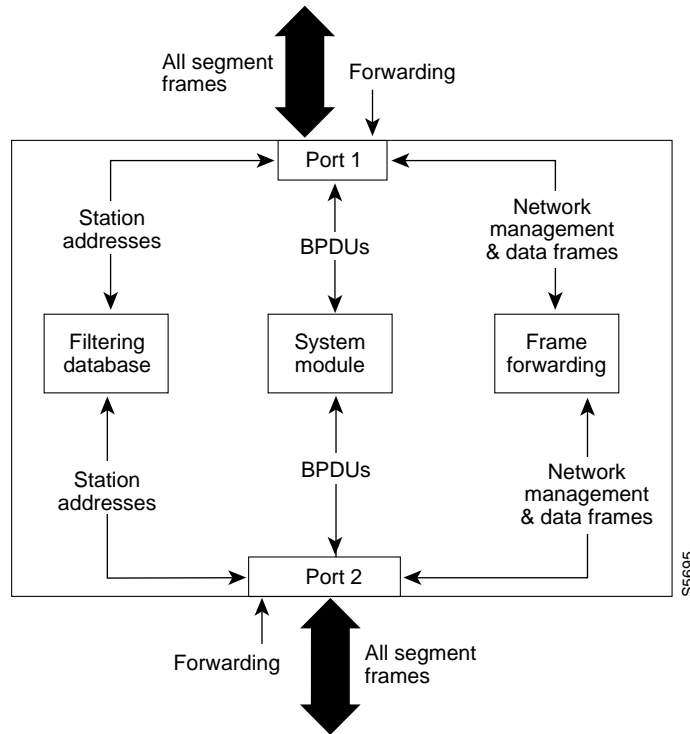 All segment
frames
Forwarding
Port 1
Station
addresses
BPDUs
Network
management
& data frames
Filtering
database
System
module
Frame
forwarding
Station
addresses
BPDUs
Network
management
& data frames
Port 2
S5695
Forwarding
All segment
frames